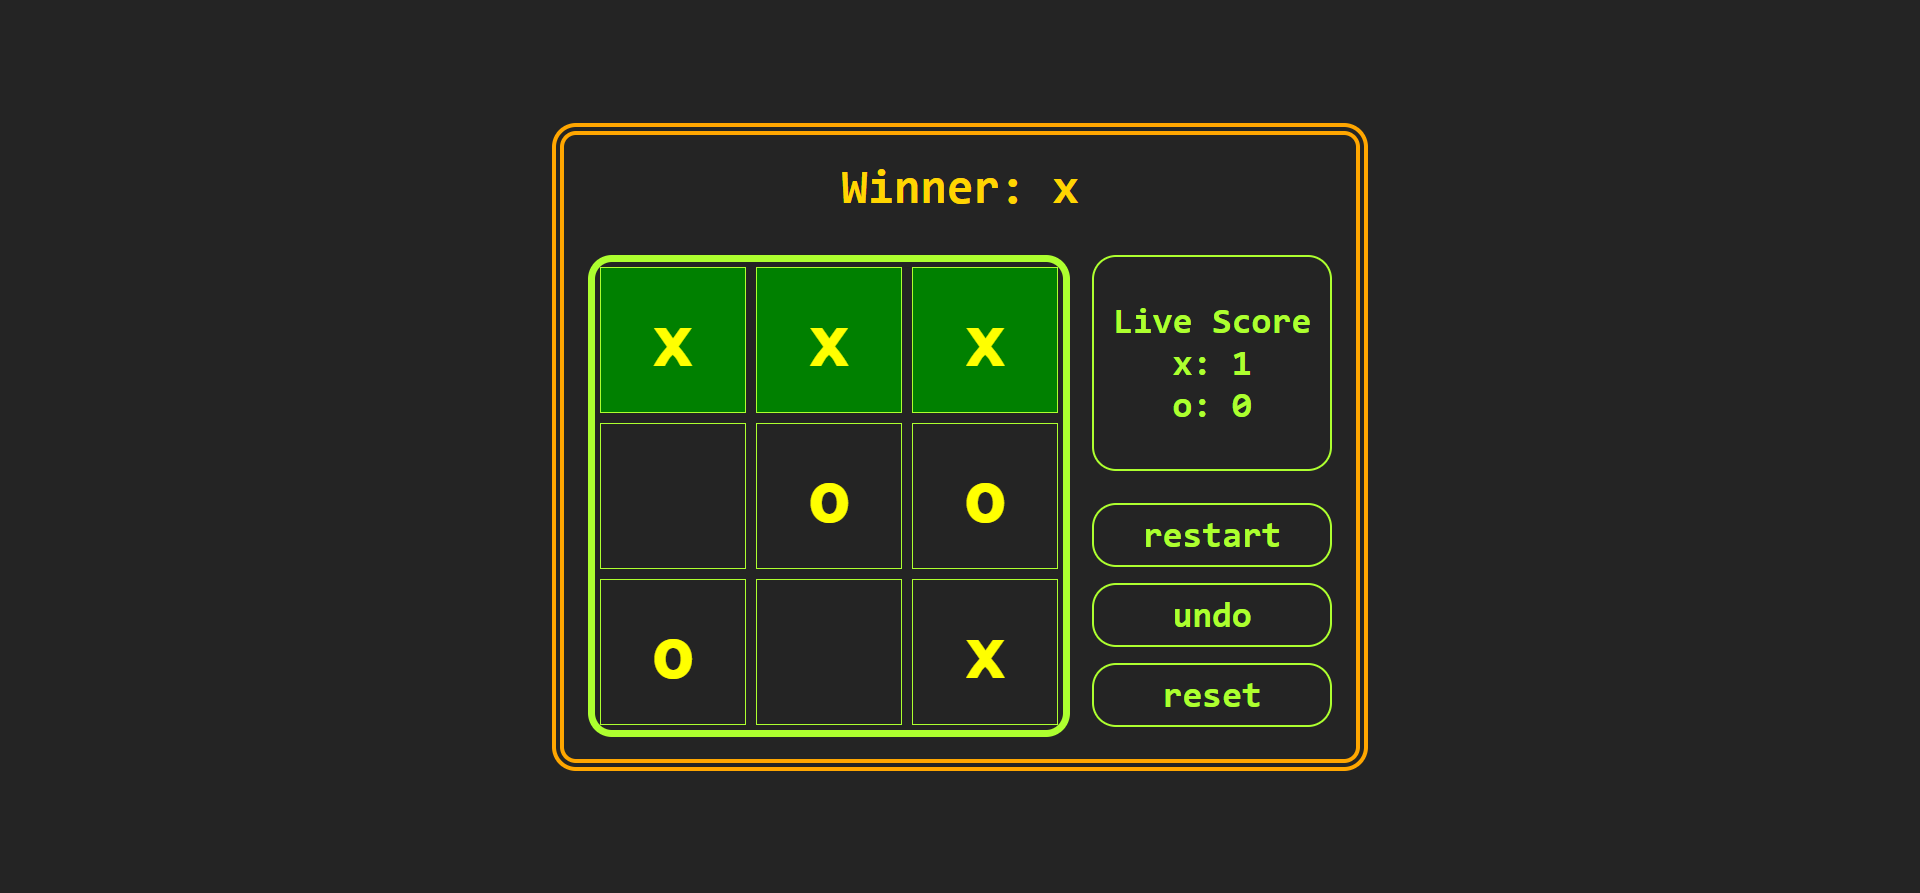 Winner: x
x x x
o o
o x
Live Score
x: 1
o: 0
restart
undo
reset